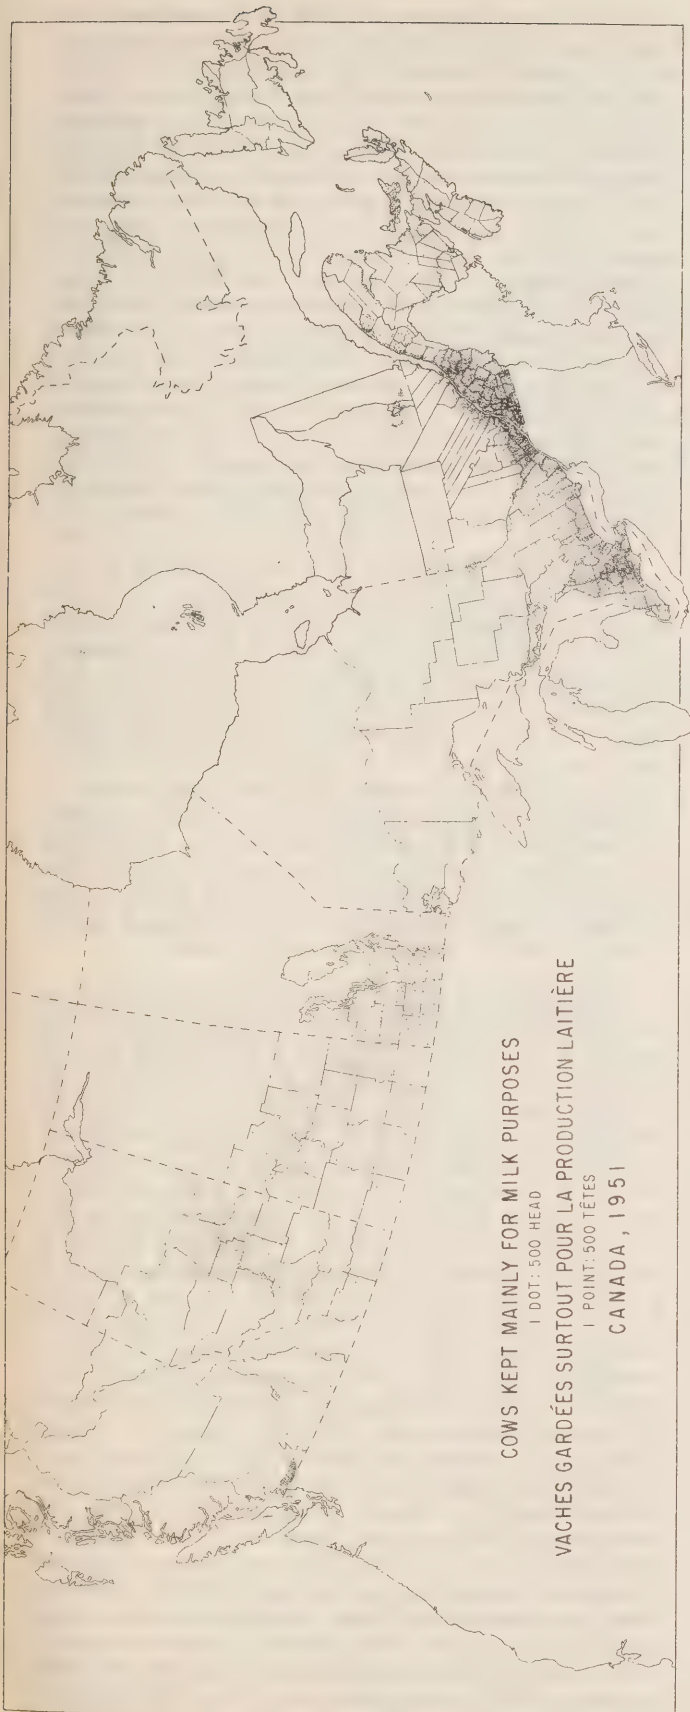 COWS KEPT MAINLY FOR MILK PURPOSES
1 DOT: 500 HEAD
VACHES GARDÉES SURTOUT POUR LA PRODUCTION LAITIÈRE
1 POINT: 500 TÊTES
CANADA, 1951